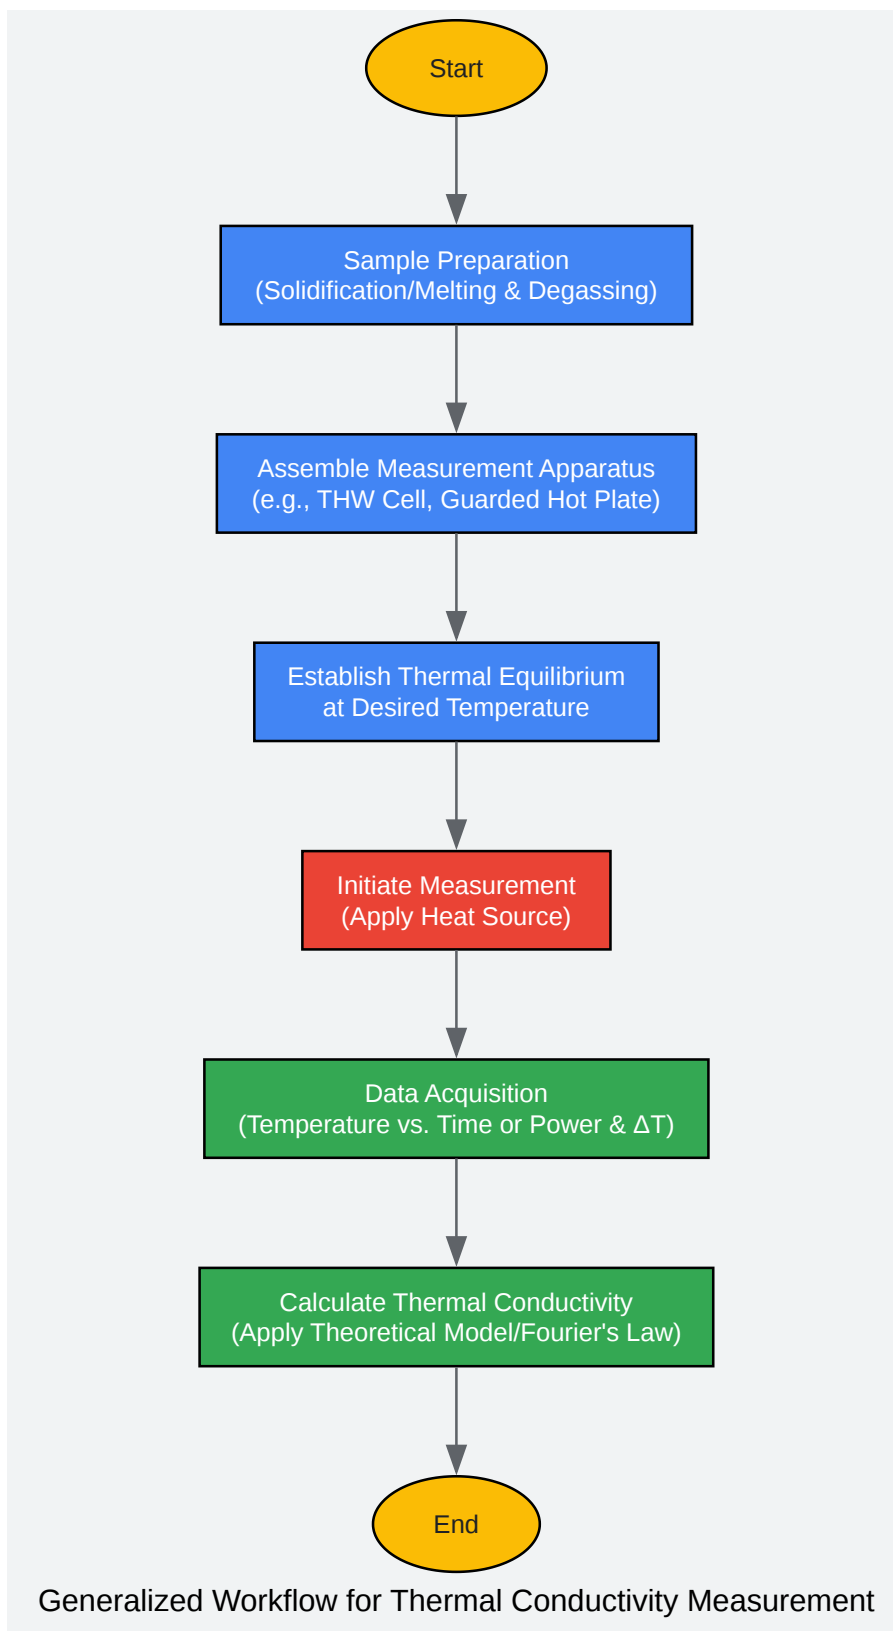 Start
Sample Preparation
(Solidification/Melting & Degassing)
Assemble Measurement Apparatus
(e.g., THW Cell, Guarded Hot Plate)
Establish Thermal Equilibrium
at Desired Temperature
Initiate Measurement
(Apply Heat Source)
Data Acquisition
(Temperature vs. Time or Power & ΔT)
Calculate Thermal Conductivity
(Apply Theoretical Model/Fourier's Law)
End
Generalized Workflow for Thermal Conductivity Measurement